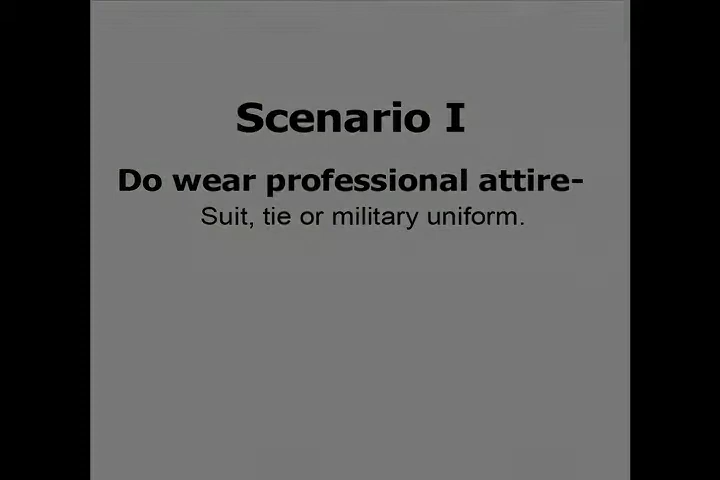 Scenario I
Do wear professional attire-
Suit, tie or military uniform.